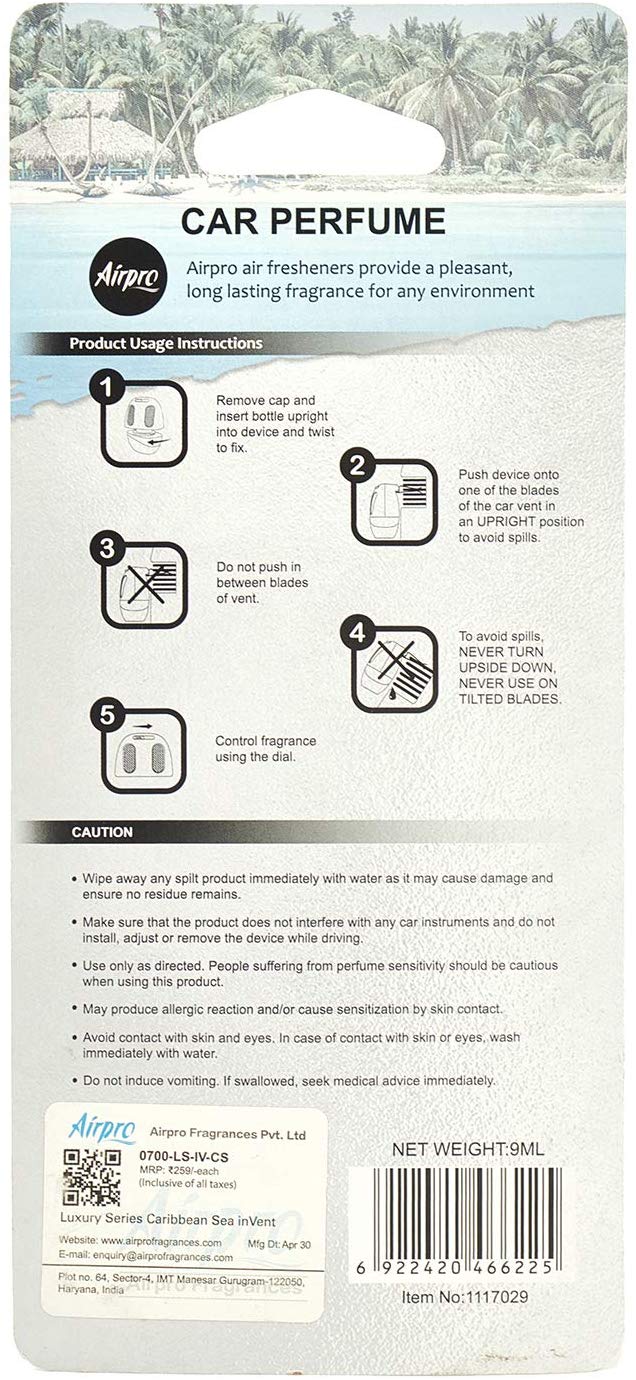 CAR PERFUME
Airpro
Airpro air fresheners provide a pleasant,
long lasting fragrance for any environment
Product Usage Instructions
1
Remove cap and
insert bottle upright
into device and twist
to fix.
2
Push device onto
one of the blades
of the car vent in
an UPRIGHT position
to avoid spills.
3
Do not push in
between blades
of vent.
4
To avoid spills,
NEVER TURN
UPSIDE DOWN,
NEVER USE ON
TILTED BLADES.
5
Control fragrance
using the dial.
CAUTION
• Wipe away any spilt product immediately with water as it may cause damage and
ensure no residue remains.
• Make sure that the product does not interfere with any car instruments and do not
install, adjust or remove the device while driving.
• Use only as directed. People suffering from perfume sensitivity should be cautious
when using this product.
• May produce allergic reaction and/or cause sensitization by skin contact.
• Avoid contact with skin and eyes. In case of contact with skin or eyes, wash
immediately with water.
• Do not induce vomiting. If swallowed, seek medical advice immediately.
Airpro Airpro Fragrances Pvt. Ltd
0700-LS-IV-CS
MRP: ₹259/-each
(Inclusive of all taxes)
Luxury Series Caribbean Sea inVent
Website: www.airprofragrances.com Mfg Dt: Apr 30
E-mail: enquiry@airprofragrances.com
Plot no. 64, Sector-4, IMT Manesar Gurugram-122050,
Haryana, India
Airpro Fragrances
NET WEIGHT:9ML
6 922420 466225
Item No:1117029